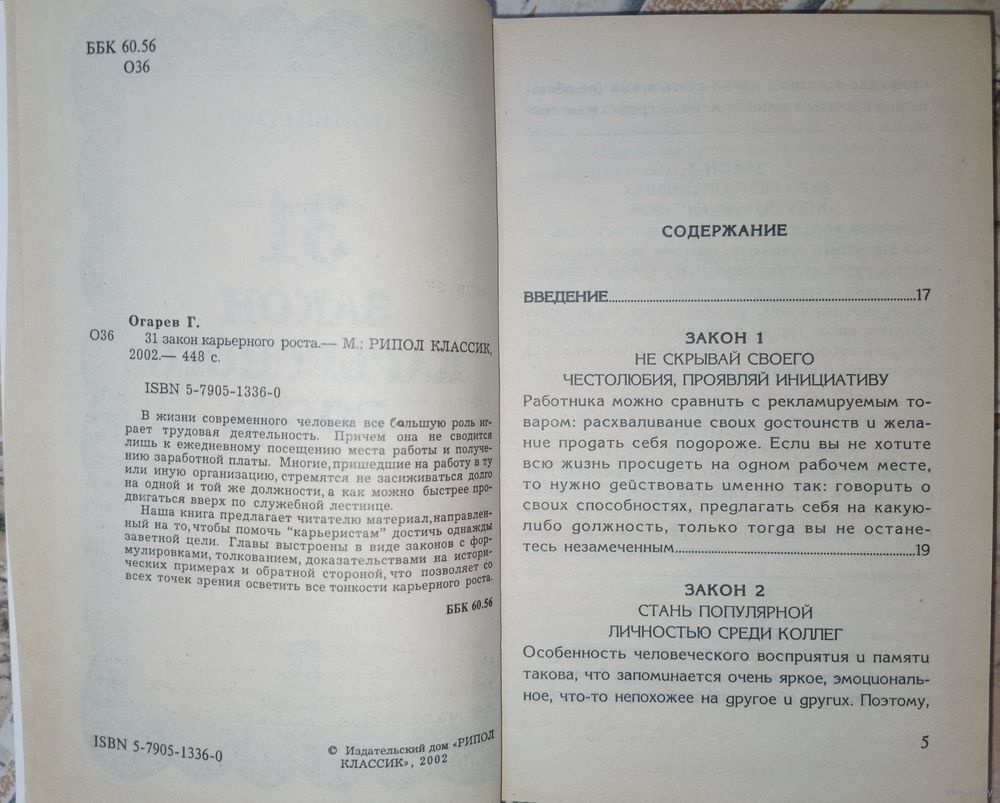 ББК 60.56
О36
Огарев Г.
О36
31 закон карьерного роста.— М.: РИПОЛ КЛАССИК,
2002.— 448 с.
ISBN 5-7905-1336-0
В жизни современного человека все большую роль иг-
рает трудовая деятельность. Причем она не сводится
лишь к ежедневному посещению места работы и получе-
нию заработной платы. Многие, пришедшие на работу в ту
или иную организацию, стремятся не засиживаться долго
на одной и той же должности, а как можно быстрее про-
двигаться вверх по служебной лестнице.
Наша книга предлагает читателю материал, направлен-
ный на то, чтобы помочь "карьеристам" достичь однажды
заветной цели. Главы выстроены в виде законов с фор-
мулировками, толкованием, доказательствами на истори-
ческих примерах и обратной стороной, что позволяет со
всех точек зрения осветить все тонкости карьерного роста.
ББК 60.56
ISBN 5-7905-1336-0
© Издательский дом «РИПОЛ
КЛАССИК», 2002
СОДЕРЖАНИЕ
ВВЕДЕНИЕ...17
ЗАКОН 1
НЕ СКРЫВАЙ СВОЕГО
ЧЕСТОЛЮБИЯ, ПРОЯВЛЯЙ ИНИЦИАТИВУ
Работника можно сравнить с рекламируемым то-
варом: расхваливание своих достоинств и жела-
ние продать себя подороже. Если вы не хотите
всю жизнь просидеть на одном рабочем месте,
то нужно действовать именно так: говорить о
своих способностях, предлагать себя на какую-
либо должность, только тогда вы не остане-
тесь незамеченным...19
ЗАКОН 2
СТАНЬ ПОПУЛЯРНОЙ
ЛИЧНОСТЬЮ СРЕДИ КОЛЛЕГ
Особенность человеческого восприятия и памяти
такова, что запоминается очень яркое, эмоциональ-
ное, что-то непохожее на другое и других. Поэтому,
5